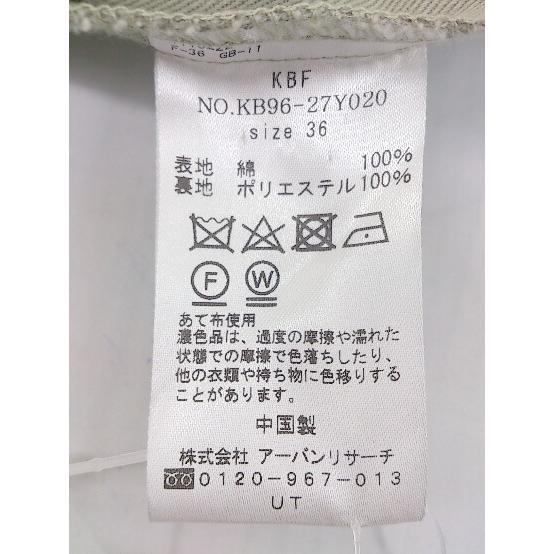 F-36 GB-11
KBF
NO.KB96-27Y020
size 36
表地 綿 100%
裏地 ポリエステル100%
F W
あて布使用
濃色品は、過度の摩擦や濡れた
状態での摩擦で色落ちしたり、
他の衣類や持ち物に色移りする
ことがあります。
中国製
株式会社 アーバンリサーチ
0120-967-013
UT